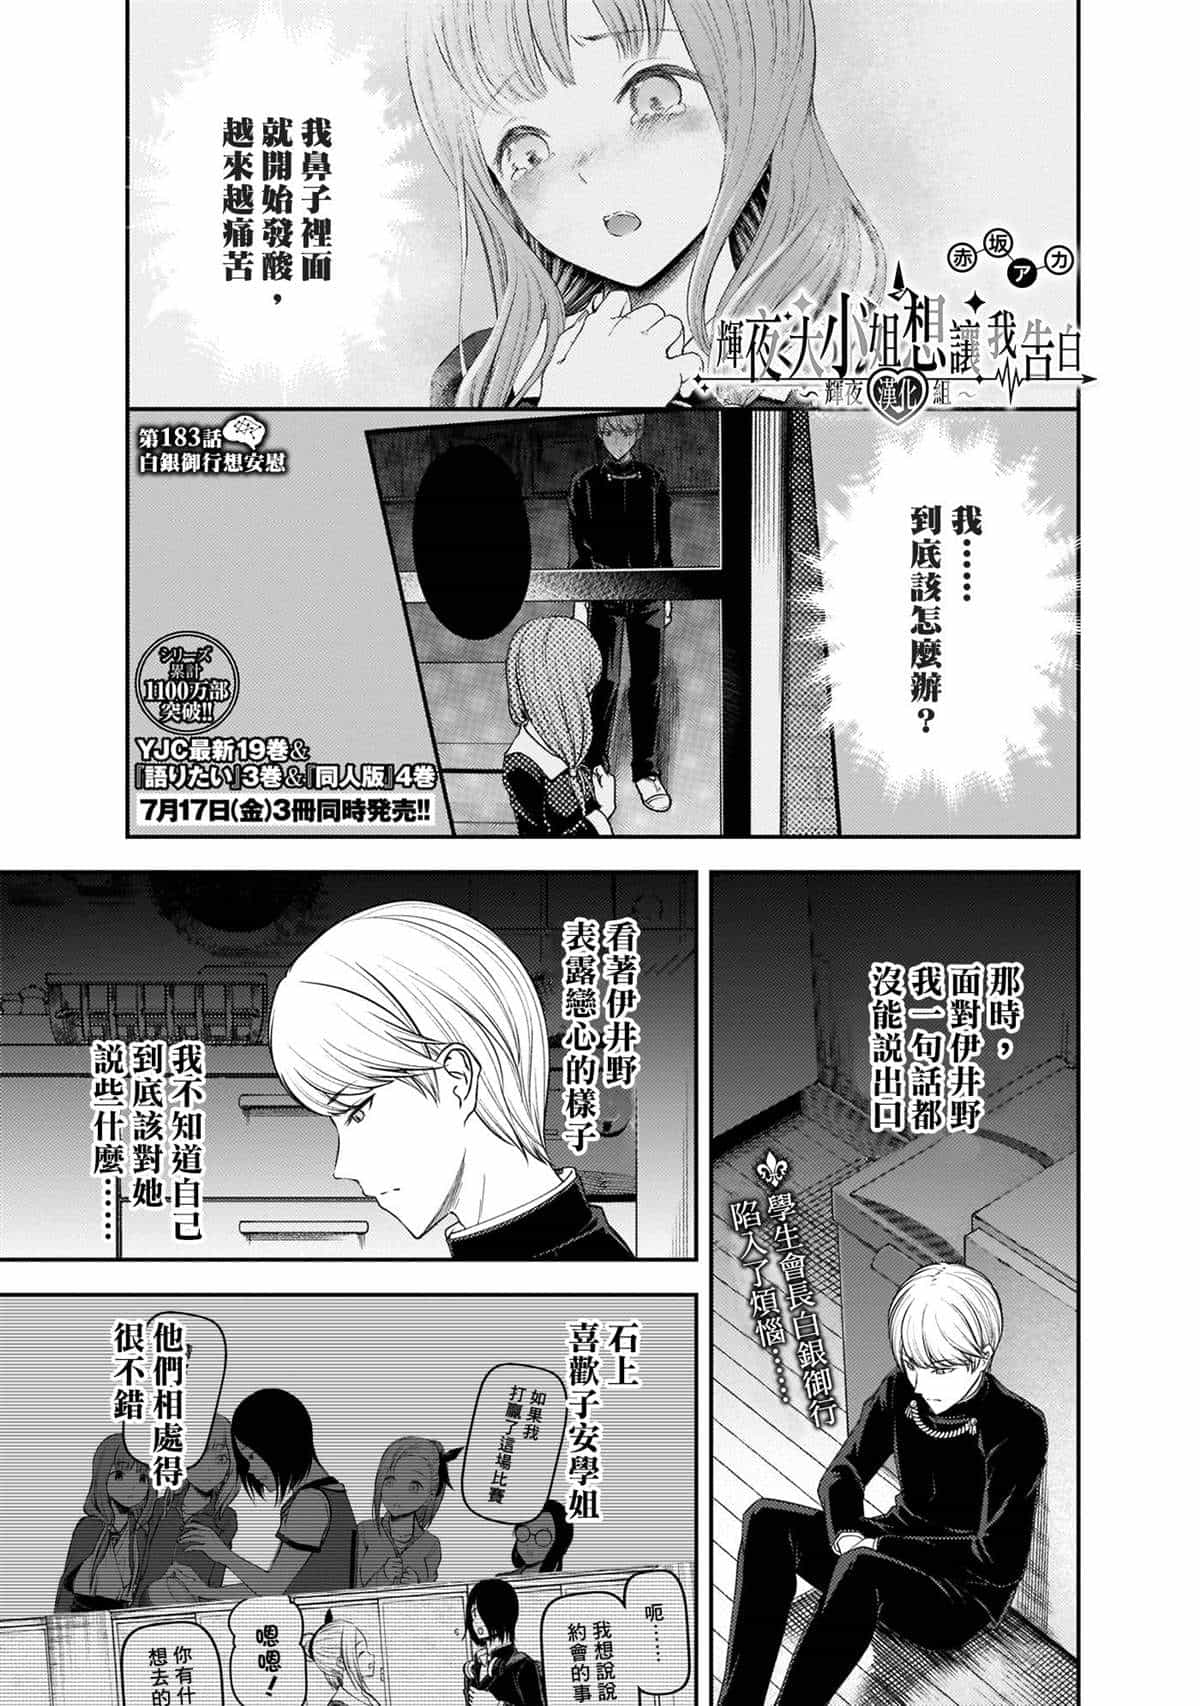 赤坂アカ
輝夜大小姐想讓我告白
~輝夜漢化組~
我鼻子裡面
就開始發酸，
越來越痛苦
我……
到底該怎麼辦？
第183話
白銀御行想安慰
シリーズ
累計
1100万部
突破!!
YJC最新19巻&
『語りたい』3巻&『同人版』4巻
7月17日(金)3冊同時発売!!
那時，
面對伊井野
我一句話都
沒能説出口
學生會長白銀御行
陷入了煩惱……
看著伊井野
表露戀心的樣子
我不知道自己
到底該對她
説些什麼……
石上
喜歡子安學姐
如果我
打贏了這場比賽
他們相處得
很不錯
呃……
我想說說
約會的事
嗯嗯！
你有什
想去的